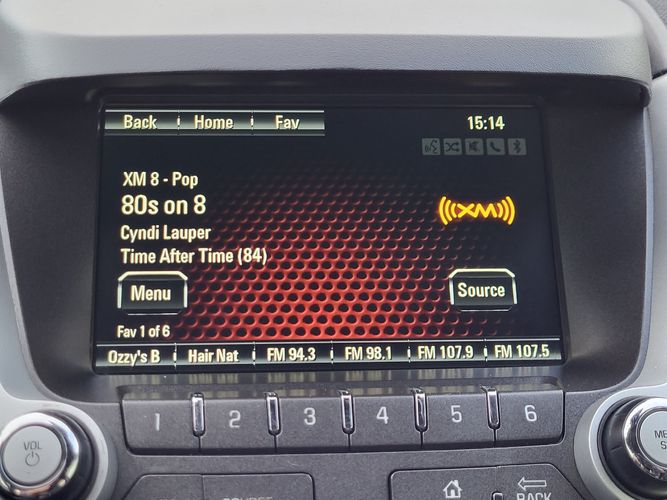 Back Home Fav 15:14
XM 8 - Pop
80s on 8
((XM))
Cyndi Lauper
Time After Time (84)
Menu Source
Fav 1 of 6
Ozzy's B Hair Nat FM 94.3 FM 98.1 FM 107.9 FM 107.5
1 2 3 4 5 6
VOL
BACK